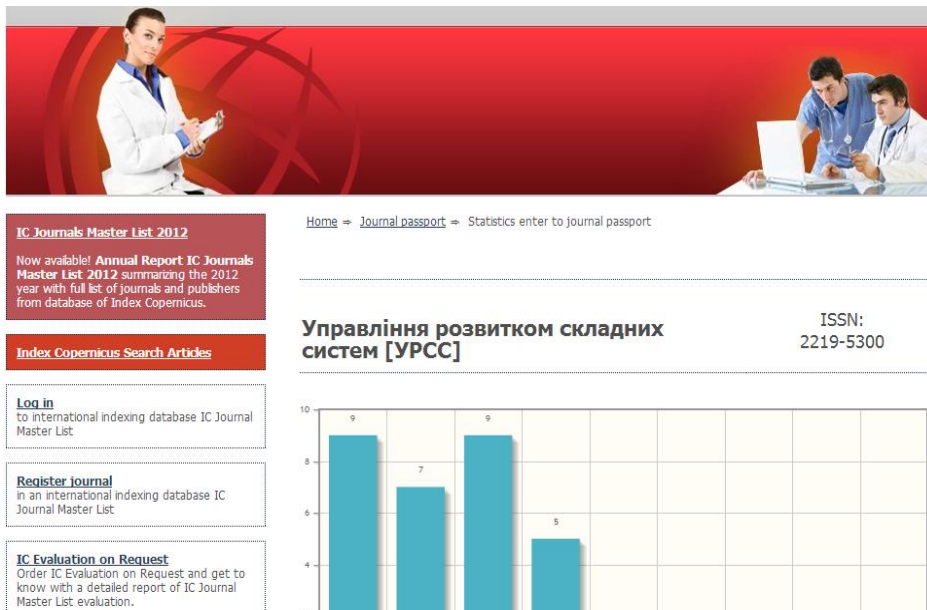 IC Journals Master List 2012
Now available! Annual Report IC Journals
Master List 2012 summarizing the 2012
year with full list of journals and publishers
from database of Index Copernicus.
Index Copernicus Search Articles
Log in
to international indexing database IC Journal
Master List
Register journal
in an international indexing database IC
Journal Master List
IC Evaluation on Request
Order IC Evaluation on Request and get to
know with a detailed report of IC Journal
Master List evaluation.
Home ⇒ Journal passport ⇒ Statistics enter to journal passport
Управління розвитком складних
систем [УРСС]
ISSN:
2219-5300
10
9
9
8
7
6
5
4